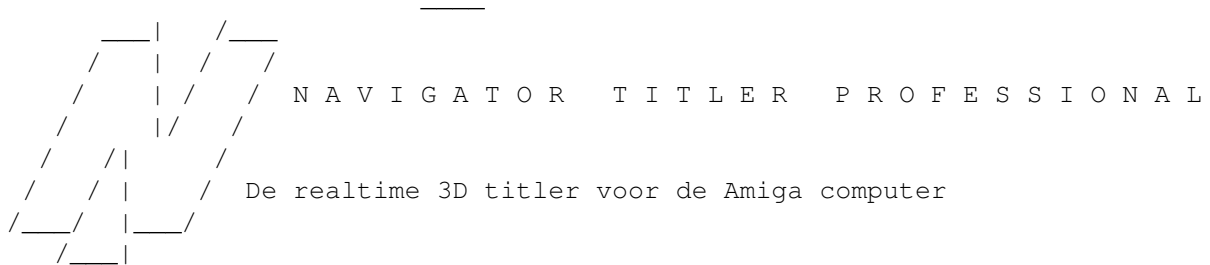 N A V I G A T O R   T I T L E R   P R O F E S S I O N A L
De realtime 3D titler voor de Amiga computer